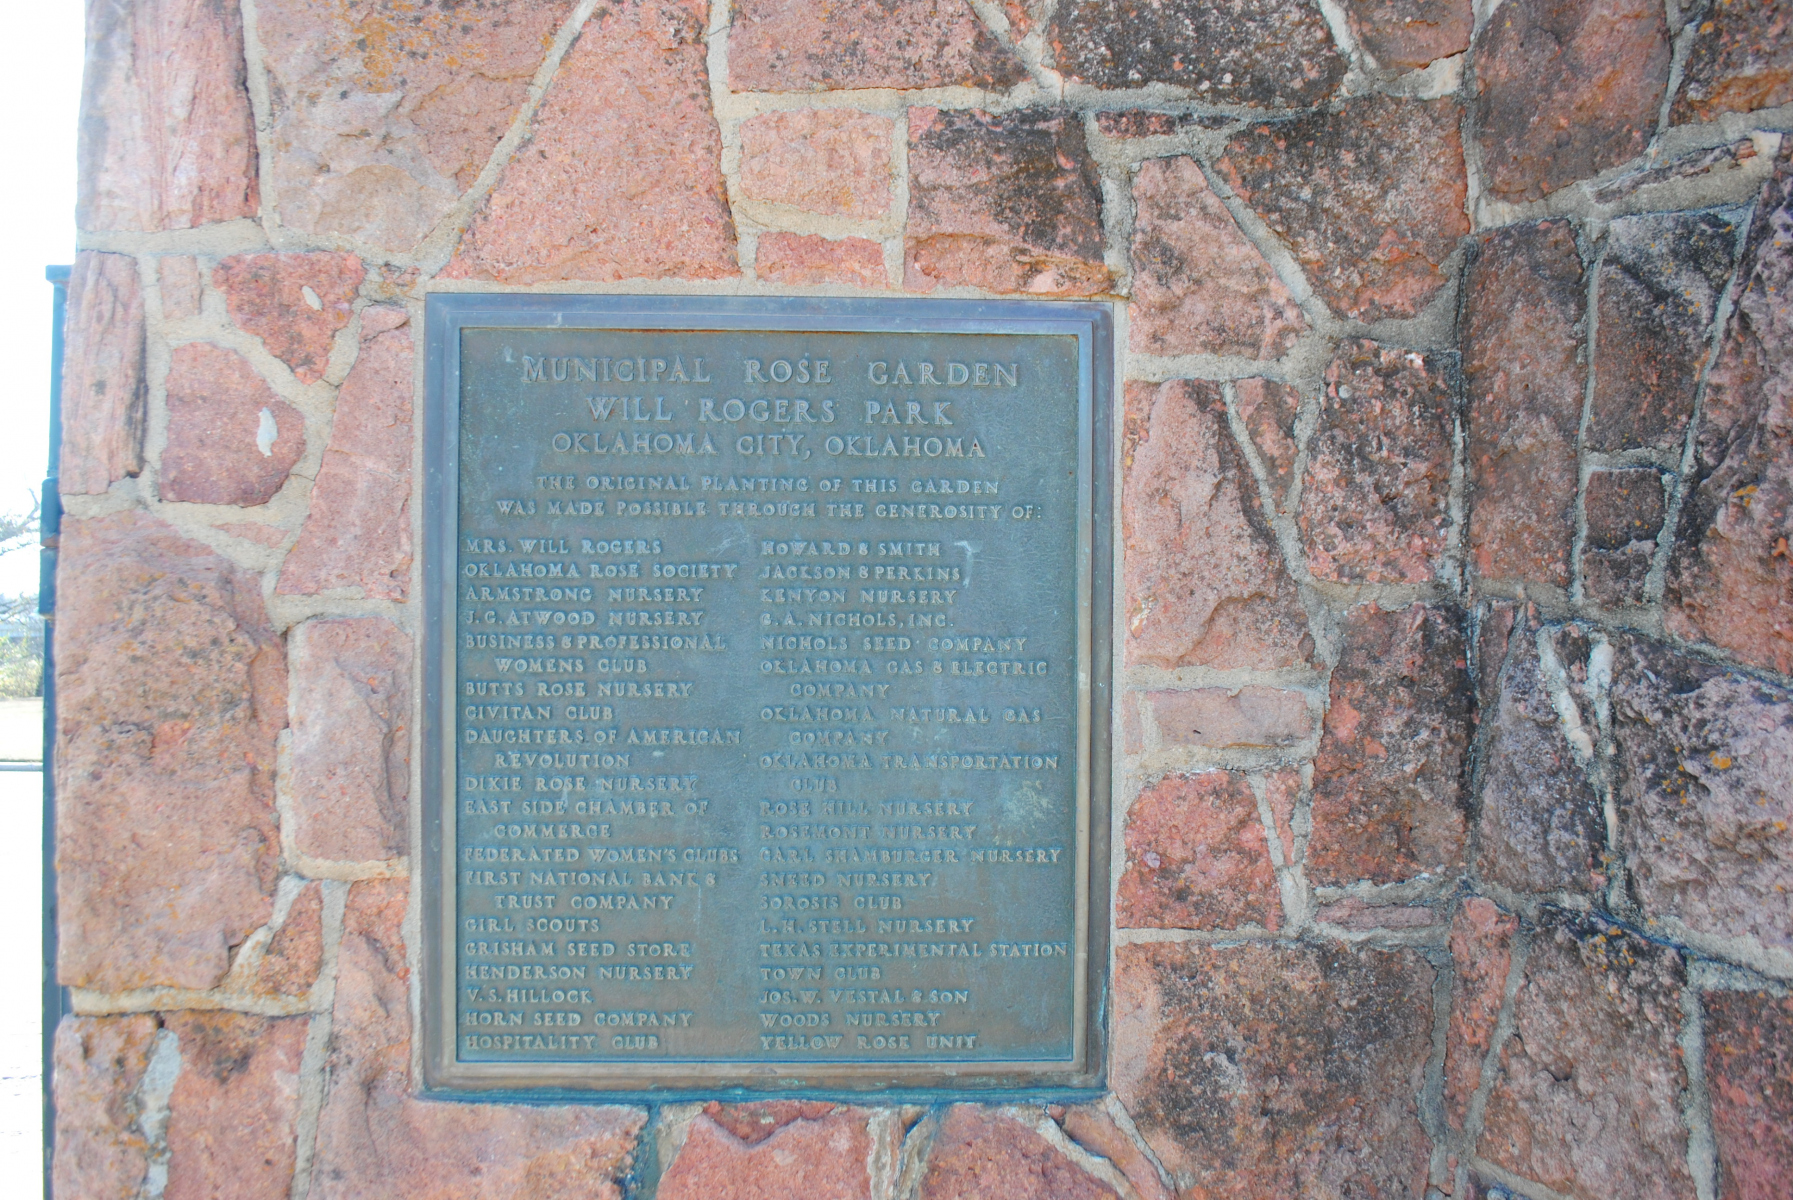 MUNICIPAL ROSE GARDEN
WILL ROGERS PARK
OKLAHOMA CITY, OKLAHOMA
THE ORIGINAL PLANTING OF THIS GARDEN
WAS MADE POSSIBLE THROUGH THE GENEROSITY OF:
MRS. WILL ROGERS
OKLAHOMA ROSE SOCIETY
ARMSTRONG NURSERY
J. C. ATWOOD NURSERY
BUSINESS & PROFESSIONAL
WOMENS CLUB
BUTTS ROSE NURSERY
CIVITAN CLUB
DAUGHTERS OF AMERICAN
REVOLUTION
DIXIE ROSE NURSERY
EAST SIDE CHAMBER OF
COMMERCE
FEDERATED WOMEN'S CLUBS
FIRST NATIONAL BANK &
TRUST COMPANY
GIRL SCOUTS
GRISHAM SEED STORE
HENDERSON NURSERY
V. S. HILLOCK
HORN SEED COMPANY
HOSPITALITY CLUB
HOWARD & SMITH
JACKSON & PERKINS
KENYON NURSERY
G. A. NICHOLS, INC.
NICHOLS SEED COMPANY
OKLAHOMA GAS & ELECTRIC
COMPANY
OKLAHOMA NATURAL GAS
COMPANY
OKLAHOMA TRANSPORTATION
CLUB
ROSE HILL NURSERY
ROSEMONT NURSERY
CARL SHAMBURGER NURSERY
SNEED NURSERY
SOROSIS CLUB
L. H. STELL NURSERY
TEXAS EXPERIMENTAL STATION
TOWN CLUB
JOS. W. VESTAL & SON
WOODS NURSERY
YELLOW ROSE UNIT